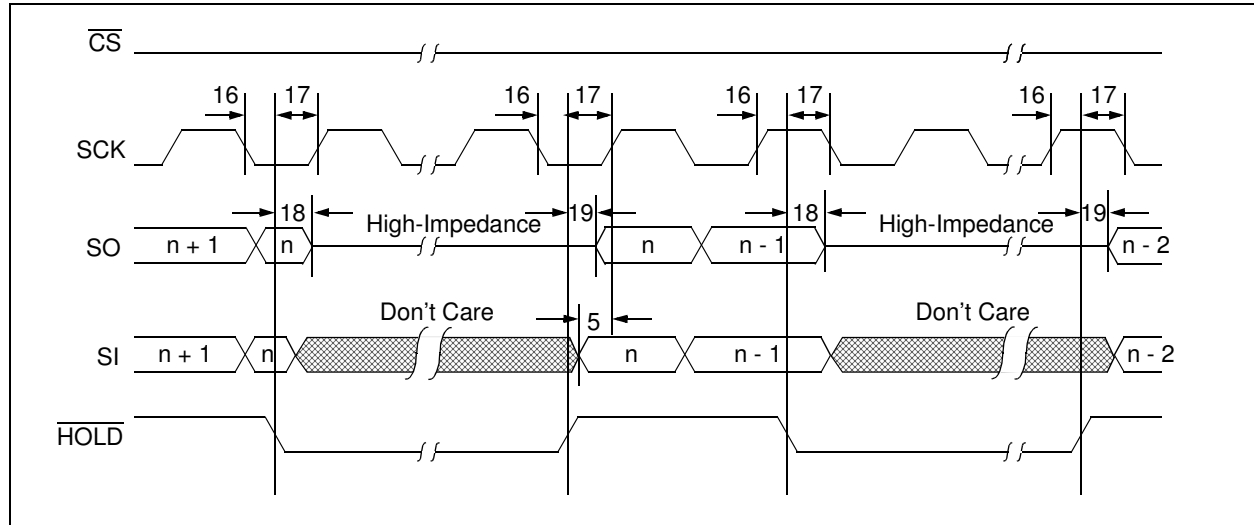 CS
16 17 16 17 16 17 16 17
SCK
18 High-Impedance 19 18 High-Impedance 19
SO n + 1 n n n - 1 n - 2
Don't Care 5 Don't Care
SI n + 1 n n n - 1 n - 2
HOLD